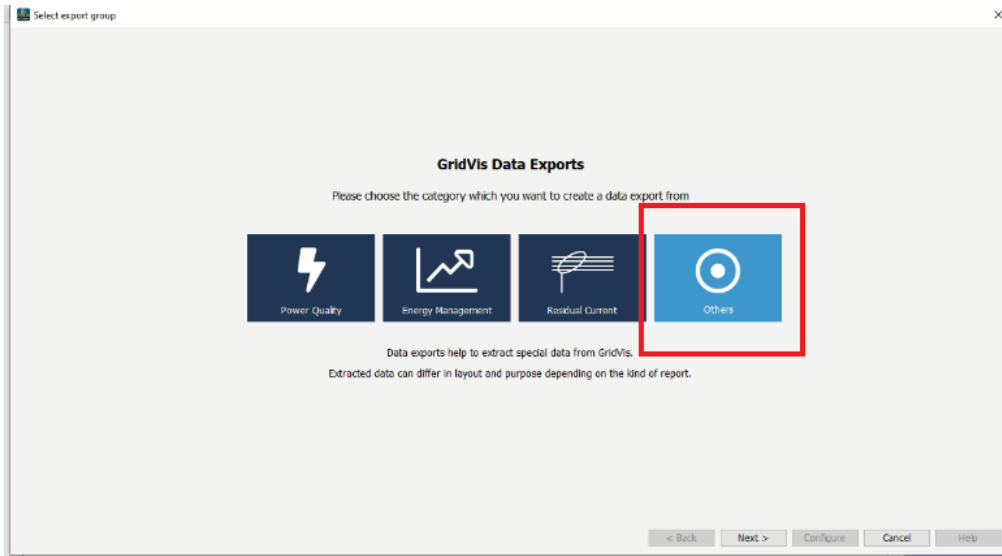 Select export group
GridVis Data Exports
Please choose the category which you want to create a data export from
Power Quality
Energy Management
Residual Current
Others
Data exports help to extract special data from GridVis.
Extracted data can differ in layout and purpose depending on the kind of report.
< Back Next > Configure Cancel Help